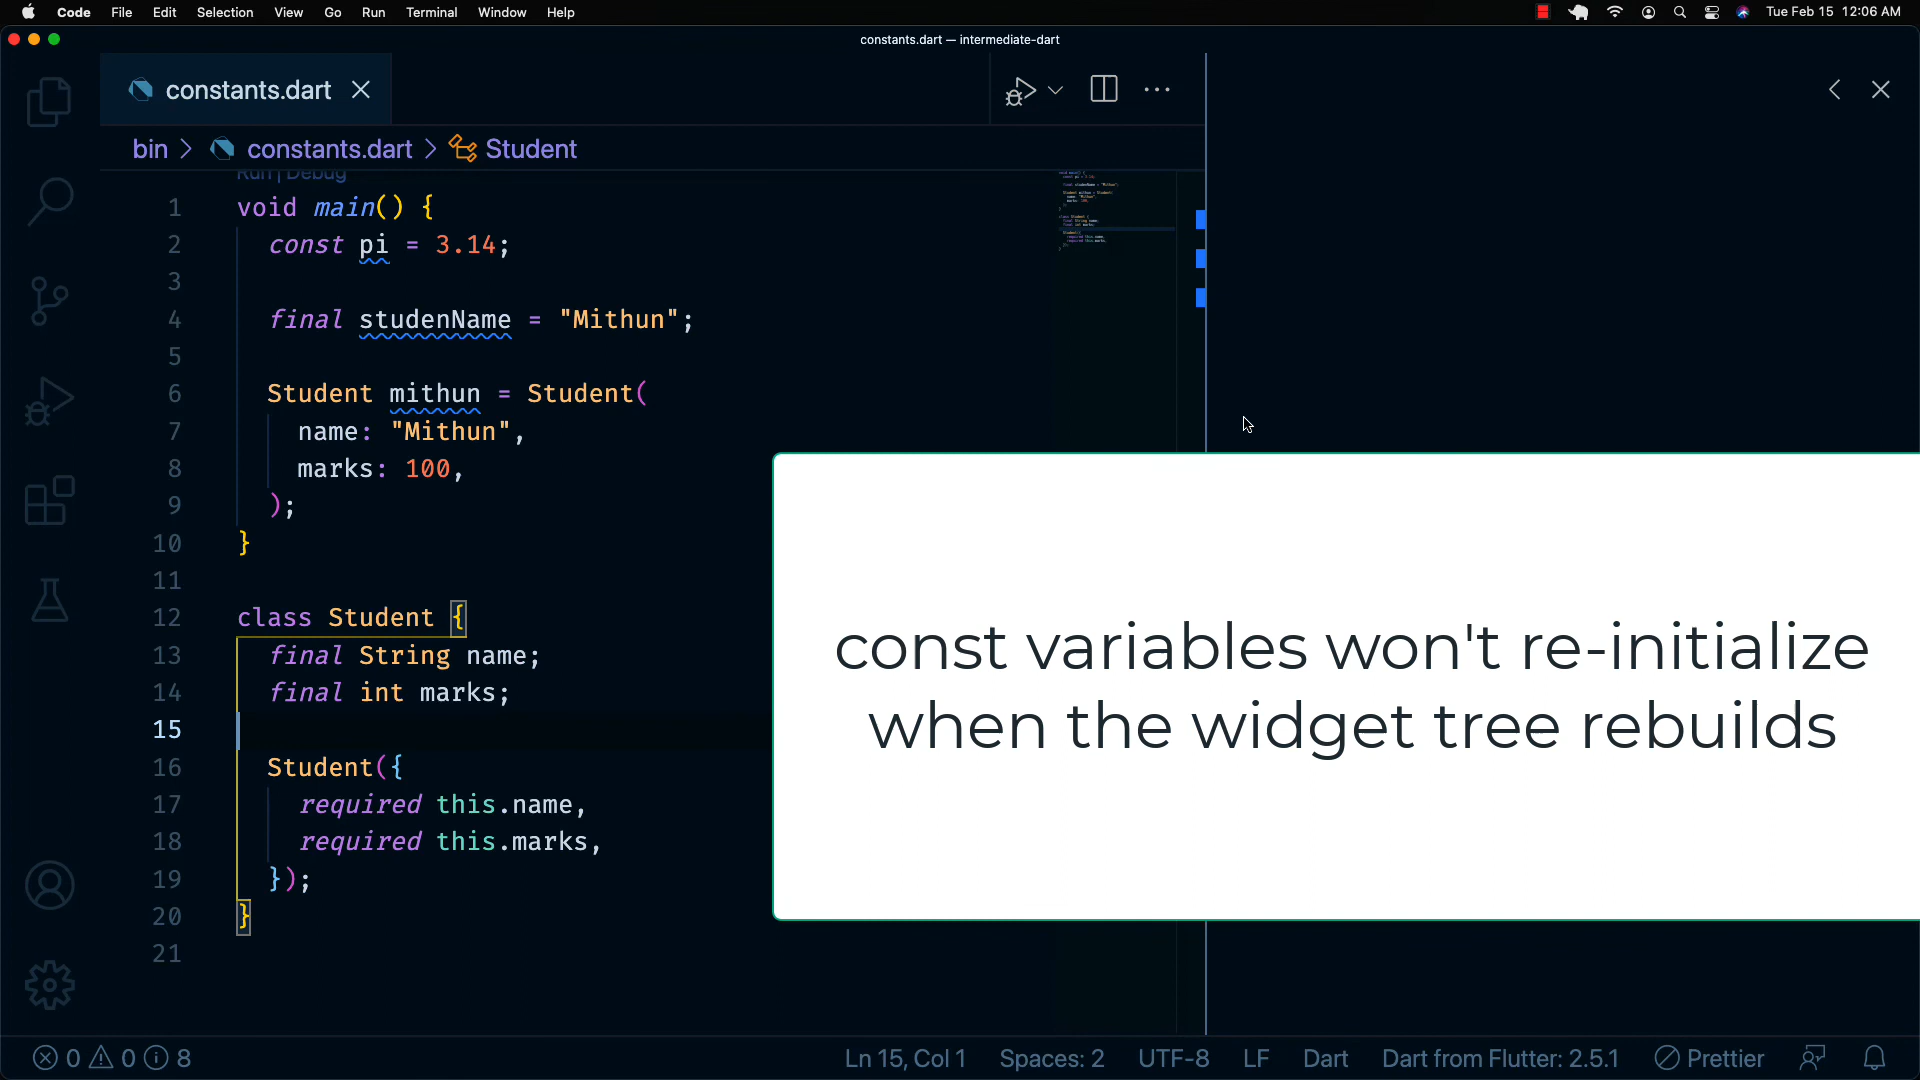 Code File Edit Selection View Go Run Terminal Window Help Tue Feb 15 12:06 AM
constants.dart — intermediate-dart
constants.dart
bin > constants.dart > Student
Run | Debug
1 void main() {
2 const pi = 3.14;
3
4 final studenName = "Mithun";
5
6 Student mithun = Student(
7 name: "Mithun",
8 marks: 100,
9 );
10 }
11
12 class Student {
13 final String name;
14 final int marks;
15
16 Student({
17 required this.name,
18 required this.marks,
19 });
20 }
21
const variables won't re-initialize
when the widget tree rebuilds
0 0 8 Ln 15, Col 1 Spaces: 2 UTF-8 LF Dart Dart from Flutter: 2.5.1 Prettier